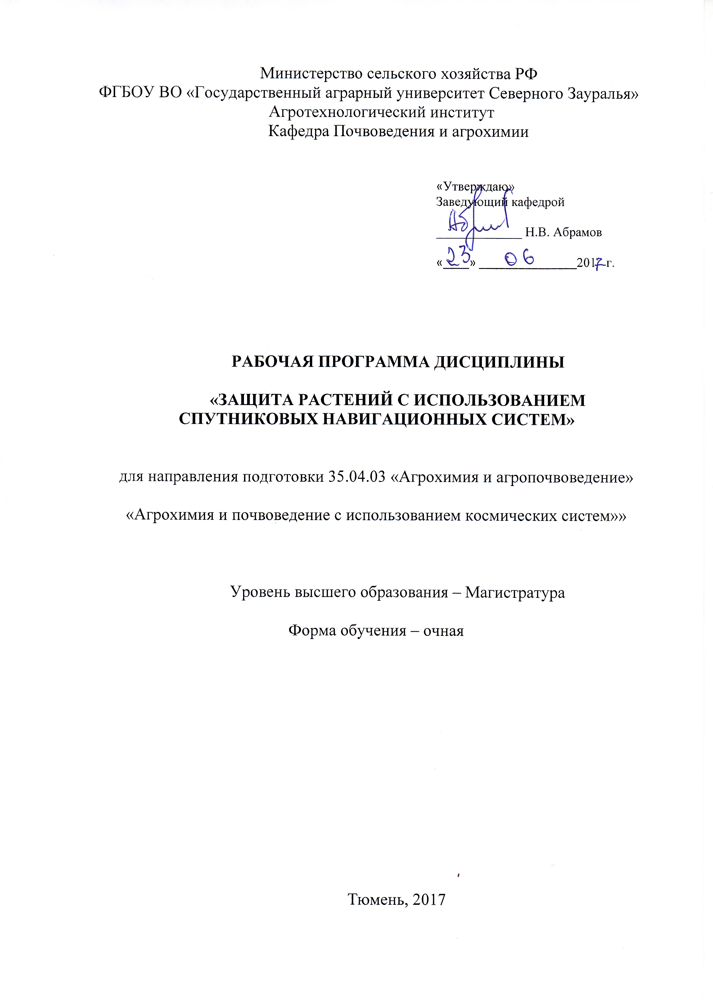 Министерство сельского хозяйства РФ
ФГБОУ ВО «Государственный аграрный университет Северного Зауралья»
Агротехнологический институт
Кафедра Почвоведения и агрохимии
«Утверждаю»
Заведующий кафедрой
Н.В. Абрамов
«23» 06 2017 г.
РАБОЧАЯ ПРОГРАММА ДИСЦИПЛИНЫ
«ЗАЩИТА РАСТЕНИЙ С ИСПОЛЬЗОВАНИЕМ
СПУТНИКОВЫХ НАВИГАЦИОННЫХ СИСТЕМ»
для направления подготовки 35.04.03 «Агрохимия и агропочвоведение»
«Агрохимия и почвоведение с использованием космических систем»»
Уровень высшего образования – Магистратура
Форма обучения – очная
Тюмень, 2017